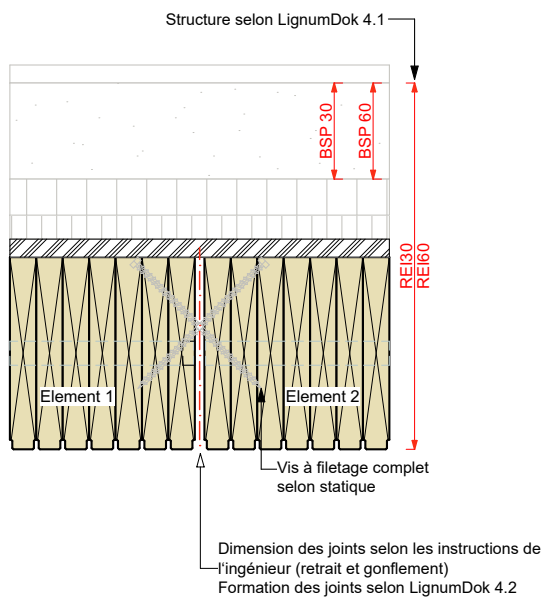 Structure selon LignumDok 4.1
BSP 30
BSP 60
REI30
REI60
Element 1
Element 2
Vis à filetage complet
selon statique
Dimension des joints selon les instructions de
l'ingénieur (retrait et gonflement)
Formation des joints selon LignumDok 4.2